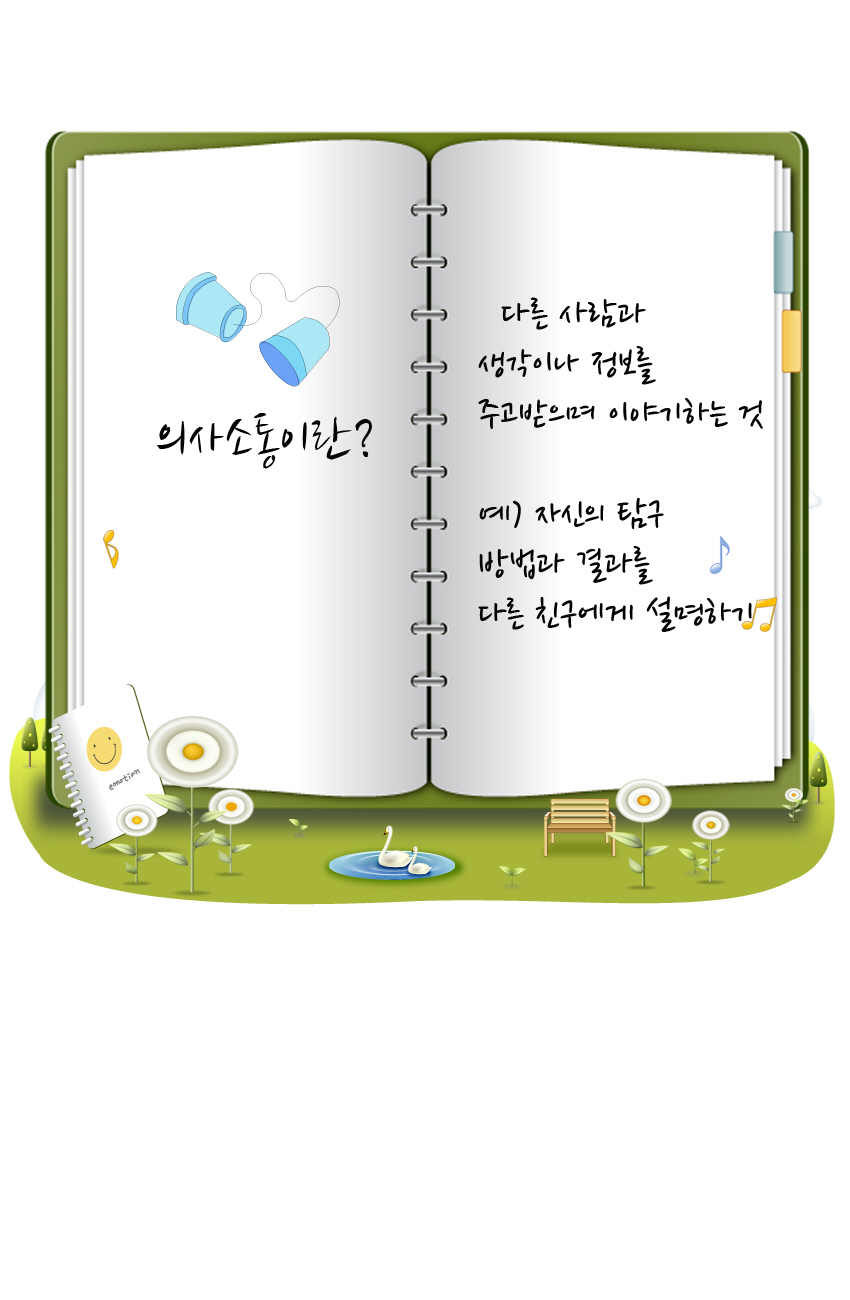 의사소통이란?
다른 사람과
생각이나 정보를
주고받으며 이야기하는 것
예) 자신의 탐구
방법과 결과를
다른 친구에게 설명하기
emotion